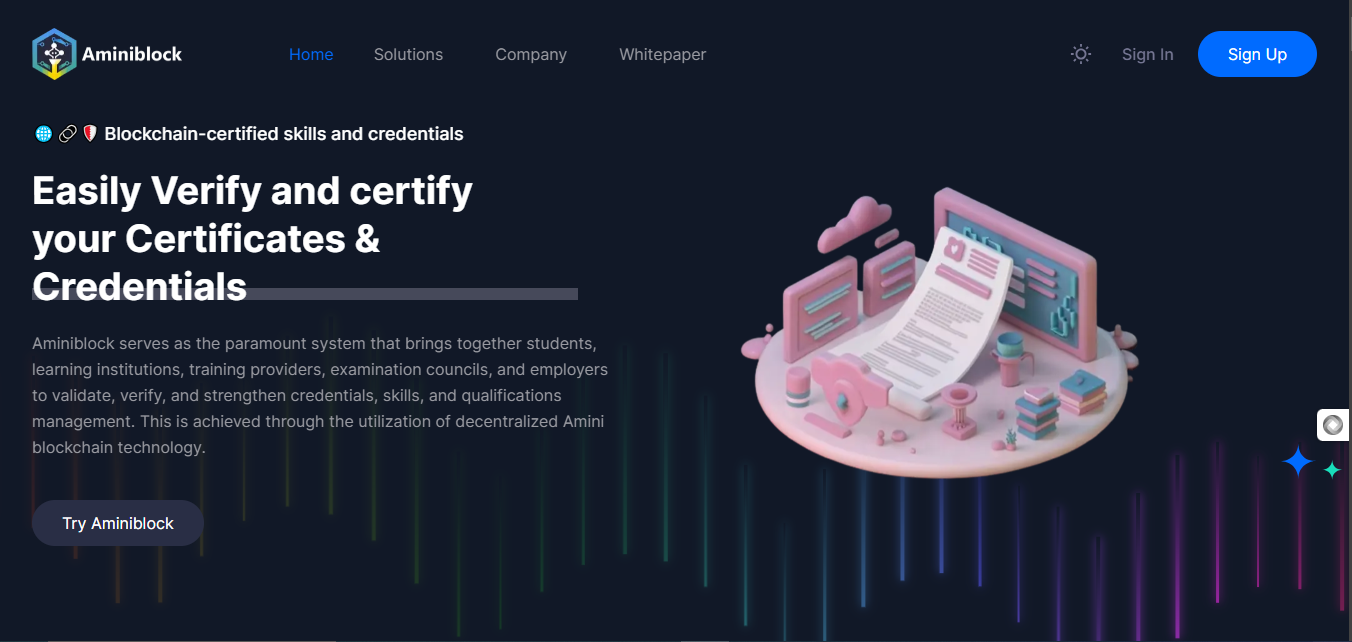 Aminiblock
Home
Solutions
Company
Whitepaper
Sign In
Sign Up
🌐 🔗 🛡️ Blockchain-certified skills and credentials
Easily Verify and certify
your Certificates &
Credentials
Aminiblock serves as the paramount system that brings together students,
learning institutions, training providers, examination councils, and employers
to validate, verify, and strengthen credentials, skills, and qualifications
management. This is achieved through the utilization of decentralized Amini
blockchain technology.
Try Aminiblock